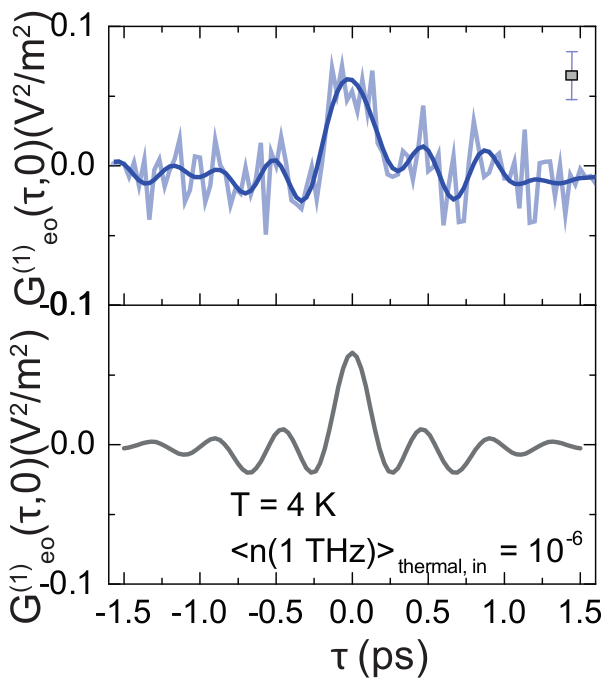 0.1
0.0
-0.1
G⁽¹⁾eo(τ,0)(V²/m²)
0.0
-0.1
G⁽¹⁾eo(τ,0)(V²/m²)
T = 4 K
<n(1 THz)>thermal, in = 10⁻⁶
-1.5 -1.0 -0.5 0.0 0.5 1.0 1.5
τ (ps)